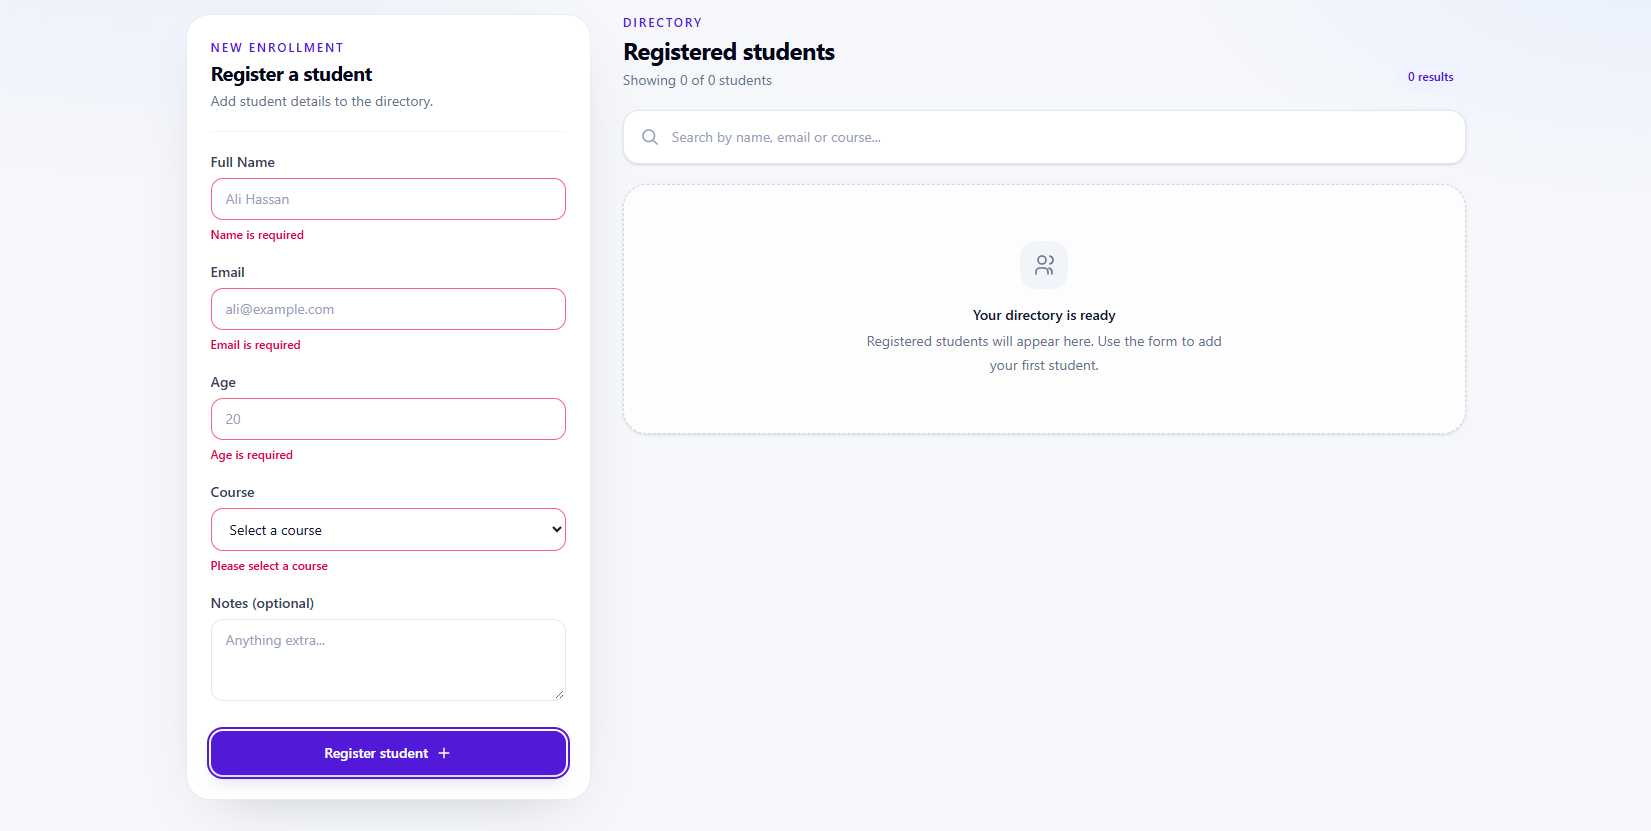 NEW ENROLLMENT
Register a student
Add student details to the directory.
Full Name
Ali Hassan
Name is required
Email
ali@example.com
Email is required
Age
20
Age is required
Course
Select a course
Please select a course
Notes (optional)
Anything extra...
Register student +
DIRECTORY
Registered students
Showing 0 of 0 students
0 results
Search by name, email or course...
Your directory is ready
Registered students will appear here. Use the form to add
your first student.